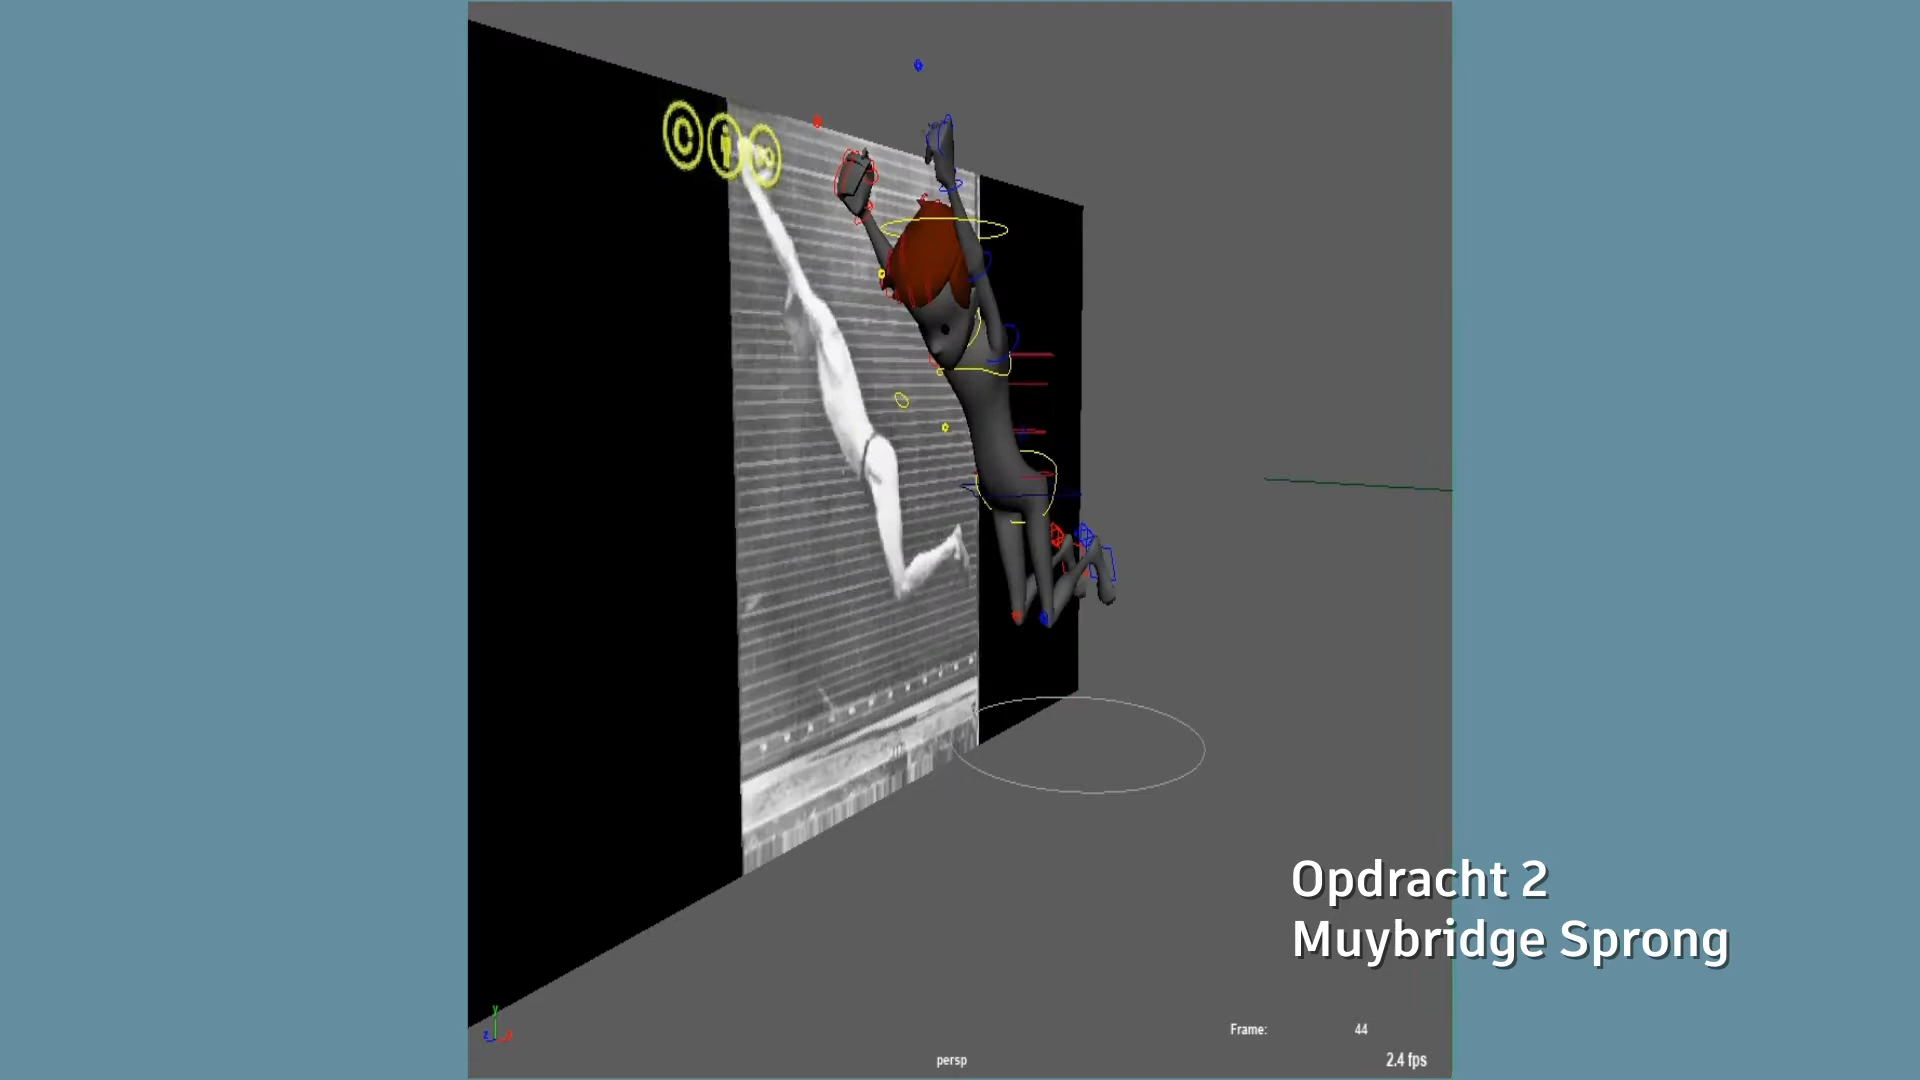 Opdracht 2
Muybridge Sprong
Frame: 44
persp
2.4 fps
y
z